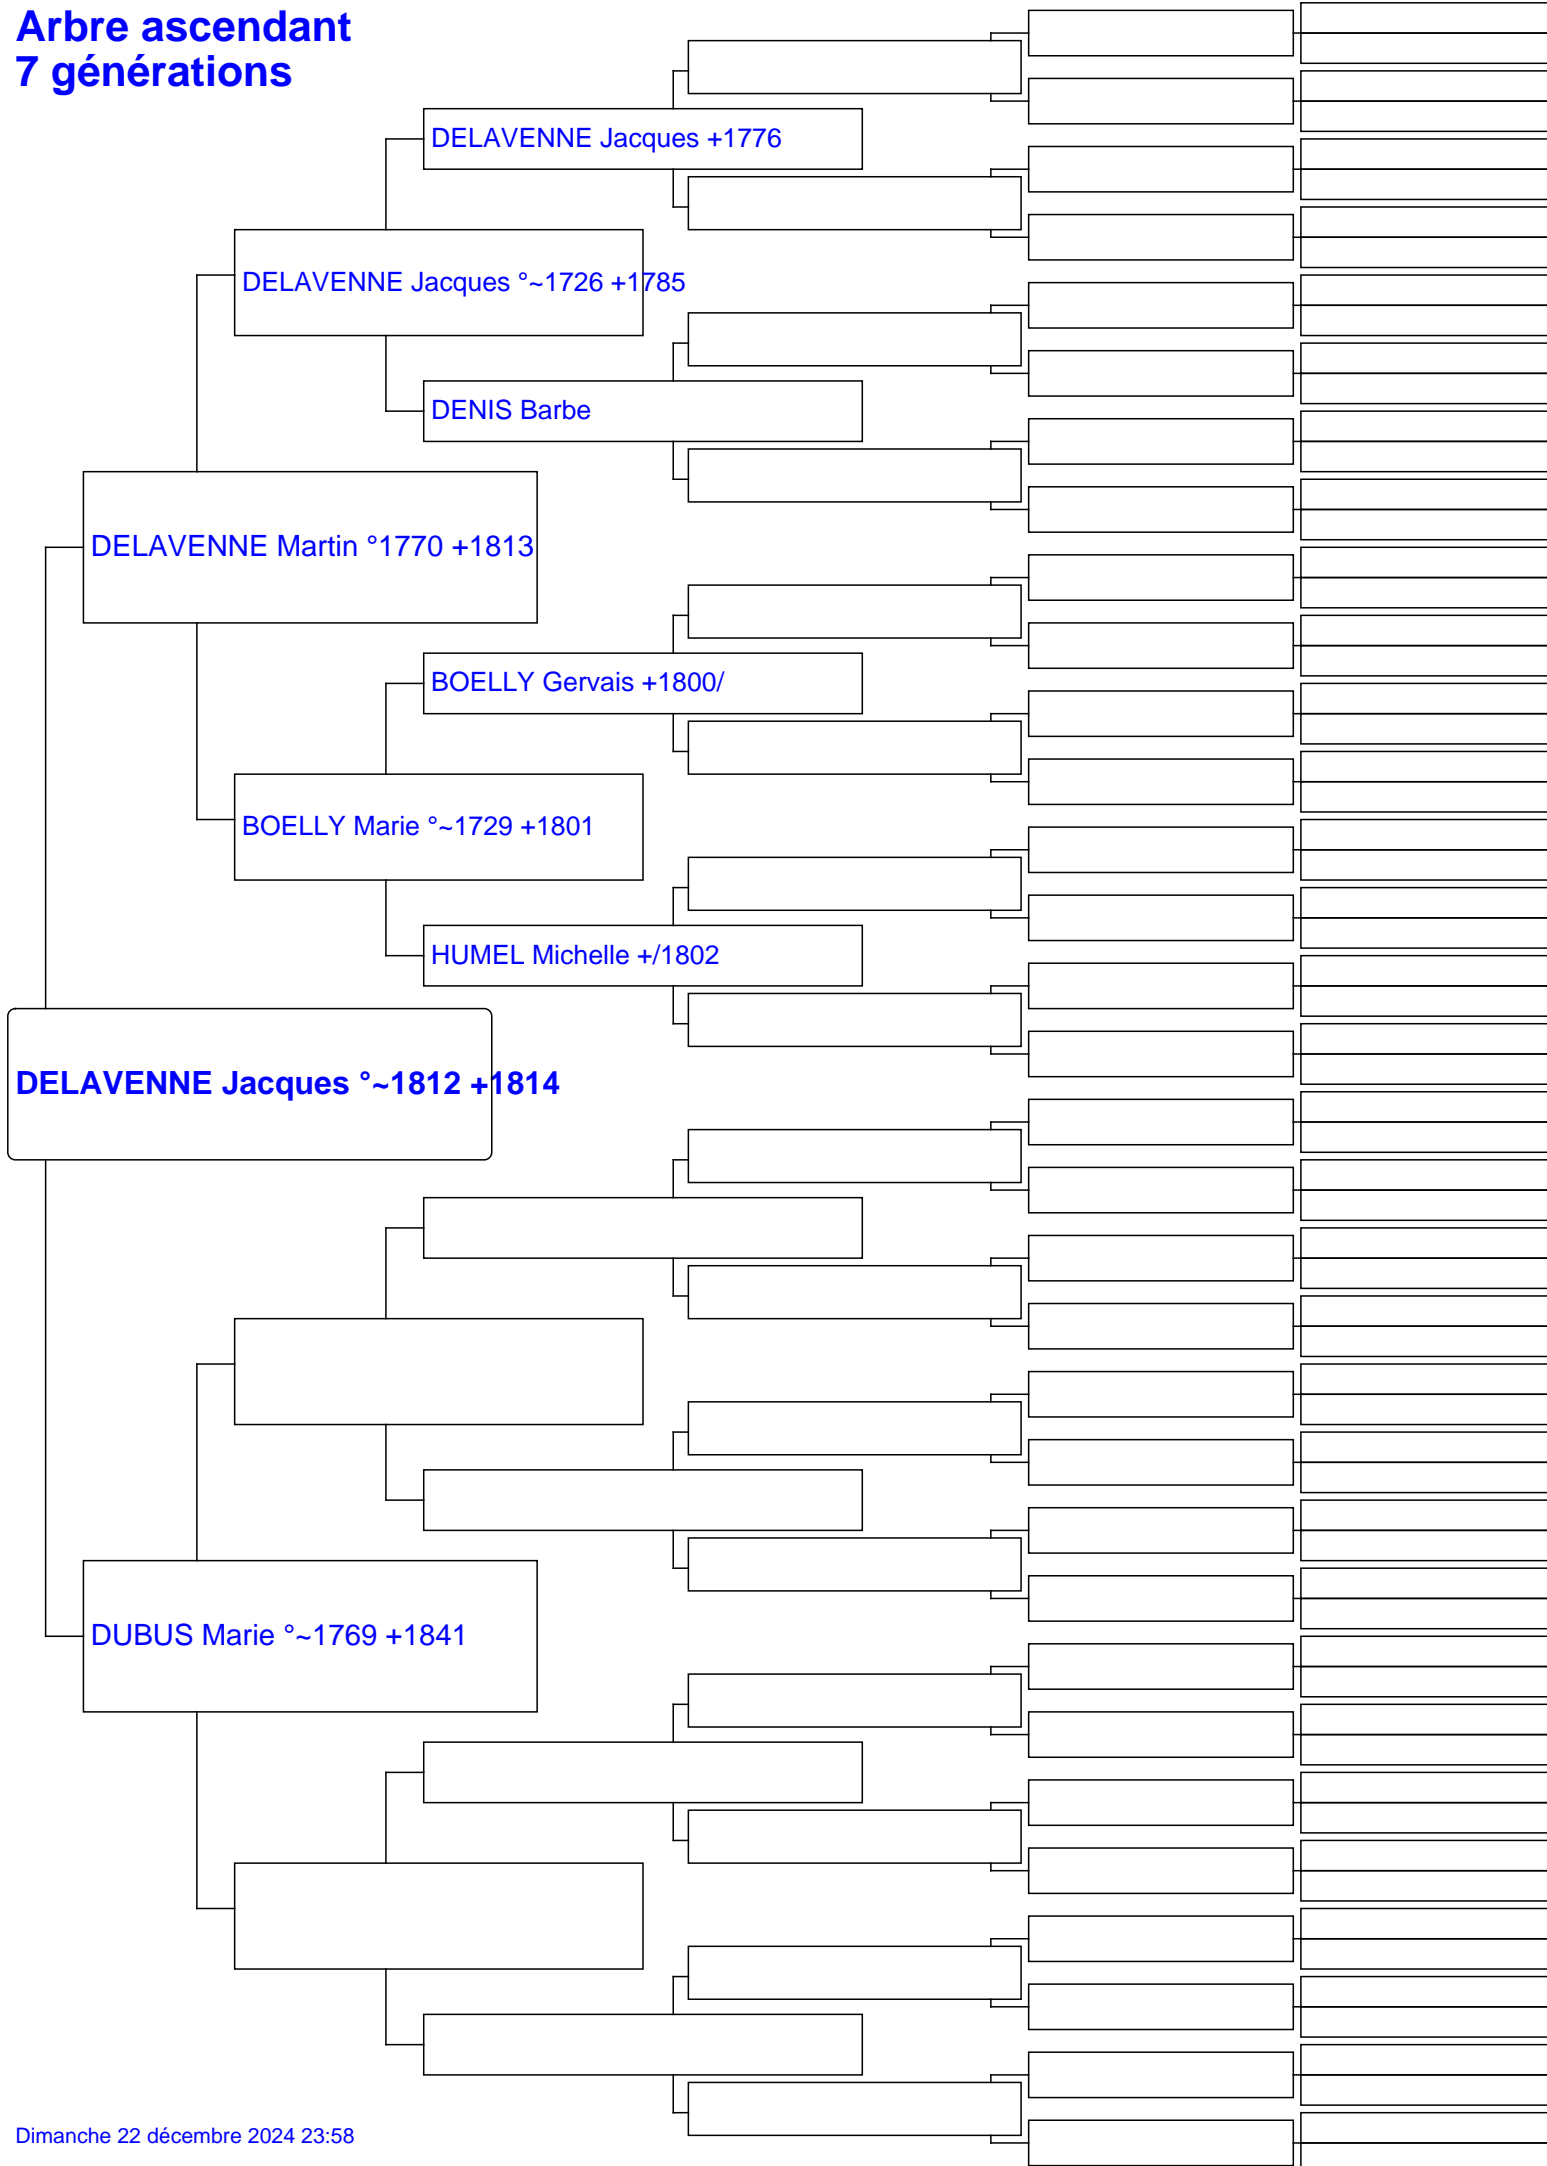 Arbre ascendant
7 générations
DELAVENNE Jacques +1776
DELAVENNE Jacques °~1726 +1785
DENIS Barbe
DELAVENNE Martin °1770 +1813
BOELLY Gervais +1800/
BOELLY Marie °~1729 +1801
HUMEL Michelle +/1802
DELAVENNE Jacques °~1812 +1814
DUBUS Marie °~1769 +1841
Dimanche 22 décembre 2024 23:58